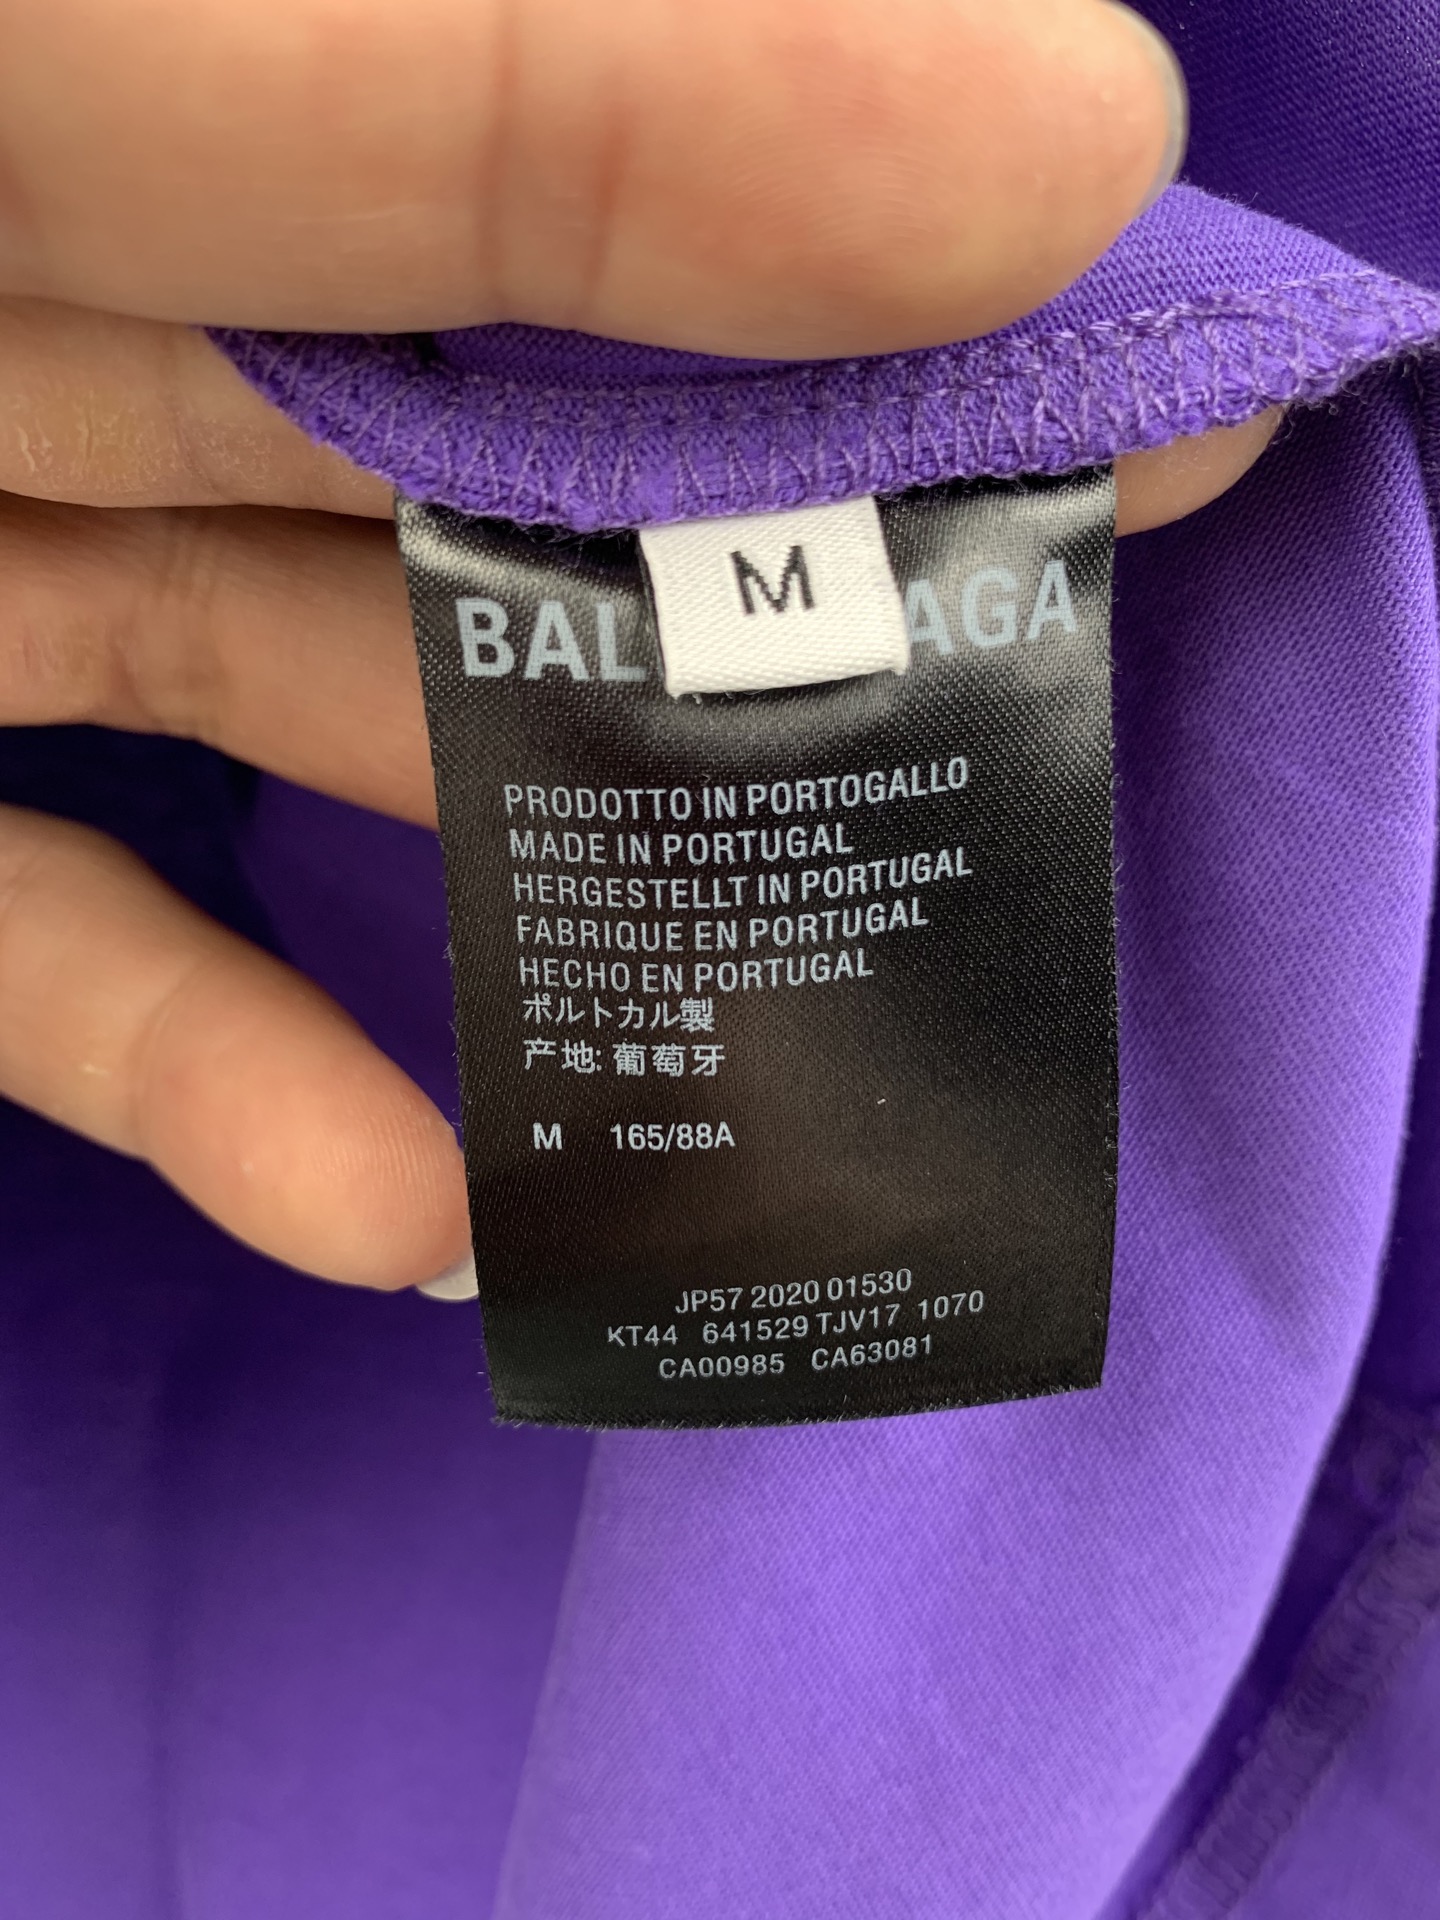 M
BAL AGA
PRODOTTO IN PORTOGALLO
MADE IN PORTUGAL
HERGESTELLT IN PORTUGAL
FABRIQUE EN PORTUGAL
HECHO EN PORTUGAL
ポルトカル製
产地: 葡萄牙
M 165/88A
JP57 2020 01530
KT44 641529 TJV17 1070
CA00985 CA63081